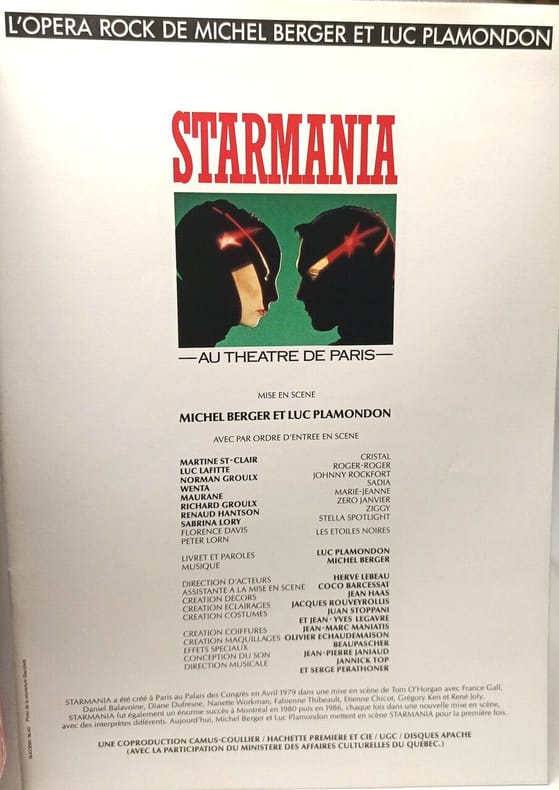 L'OPERA ROCK DE MICHEL BERGER ET LUC PLAMONDON
STARMANIA
—AU THEATRE DE PARIS—
MISE EN SCENE
MICHEL BERGER ET LUC PLAMONDON
AVEC PAR ORDRE D'ENTREE EN SCENE
MARTINE ST-CLAIR CRISTAL
LUC LAFITTE ROGER-ROGER
NORMAN GROULX JOHNNY ROCKFORT
WENTA SADIA
MAURANE MARIE-JEANNE
RICHARD GROULX ZERO JANVIER
RENAUD HANTSON ZIGGY
SABRINA LORY STELLA SPOTLIGHT
FLORENCE DAVIS LES ETOILES NOIRES
PETER LORN
LIVRET ET PAROLES LUC PLAMONDON
MUSIQUE MICHEL BERGER
DIRECTION D'ACTEURS HERVE LEBEAU
ASSISTANTE A LA MISE EN SCENE COCO BARCESSAT
CREATION DECORS JEAN HAAS
CREATION ECLAIRAGES JACQUES ROUVEYROLLIS
CREATION COSTUMES JUAN STOPPANI
ET JEAN-YVES LEGAVRE
CREATION COIFFURES JEAN-MARC MANIATIS
CREATION MAQUILLAGES OLIVIER ECHAUDEMAISON
EFFETS SPECIAUX BEAUPASCHER
CONCEPTION DU SON JEAN-PIERRE JANIAUD
DIRECTION MUSICALE JANNICK TOP
ET SERGE PERATHONER
STARMANIA a été créé à Paris au Palais des Congrès en Avril 1979 dans une mise en scène de Tom O'Horgan avec France Gall,
Daniel Balavoine, Diane Dufresne, Nanette Workman, Fabienne Thibeault, Etienne Chicot, Grégory Ken et René Joly.
STARMANIA fut également un énorme succès à Montréal en 1980 puis en 1986, chaque fois dans une nouvelle mise en scène,
avec des interprètes différents. Aujourd'hui, Michel Berger et Luc Plamondon mettent en scène STARMANIA pour la première fois.
UNE COPRODUCTION CAMUS-COULLIER / HACHETTE PREMIERE ET CIE / UGC / DISQUES APACHE
(AVEC LA PARTICIPATION DU MINISTERE DES AFFAIRES CULTURELLES DU QUEBEC.)